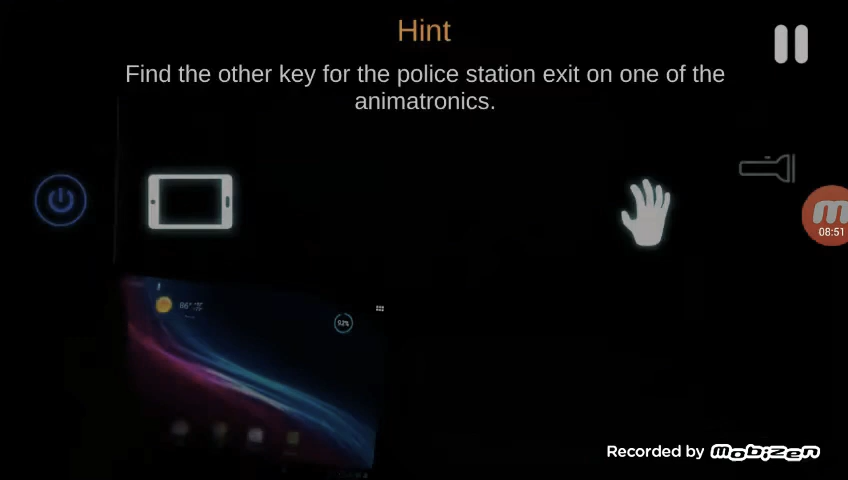 Hint
Find the other key for the police station exit on one of the
animatronics.
08:51
92%
Recorded by mobizen